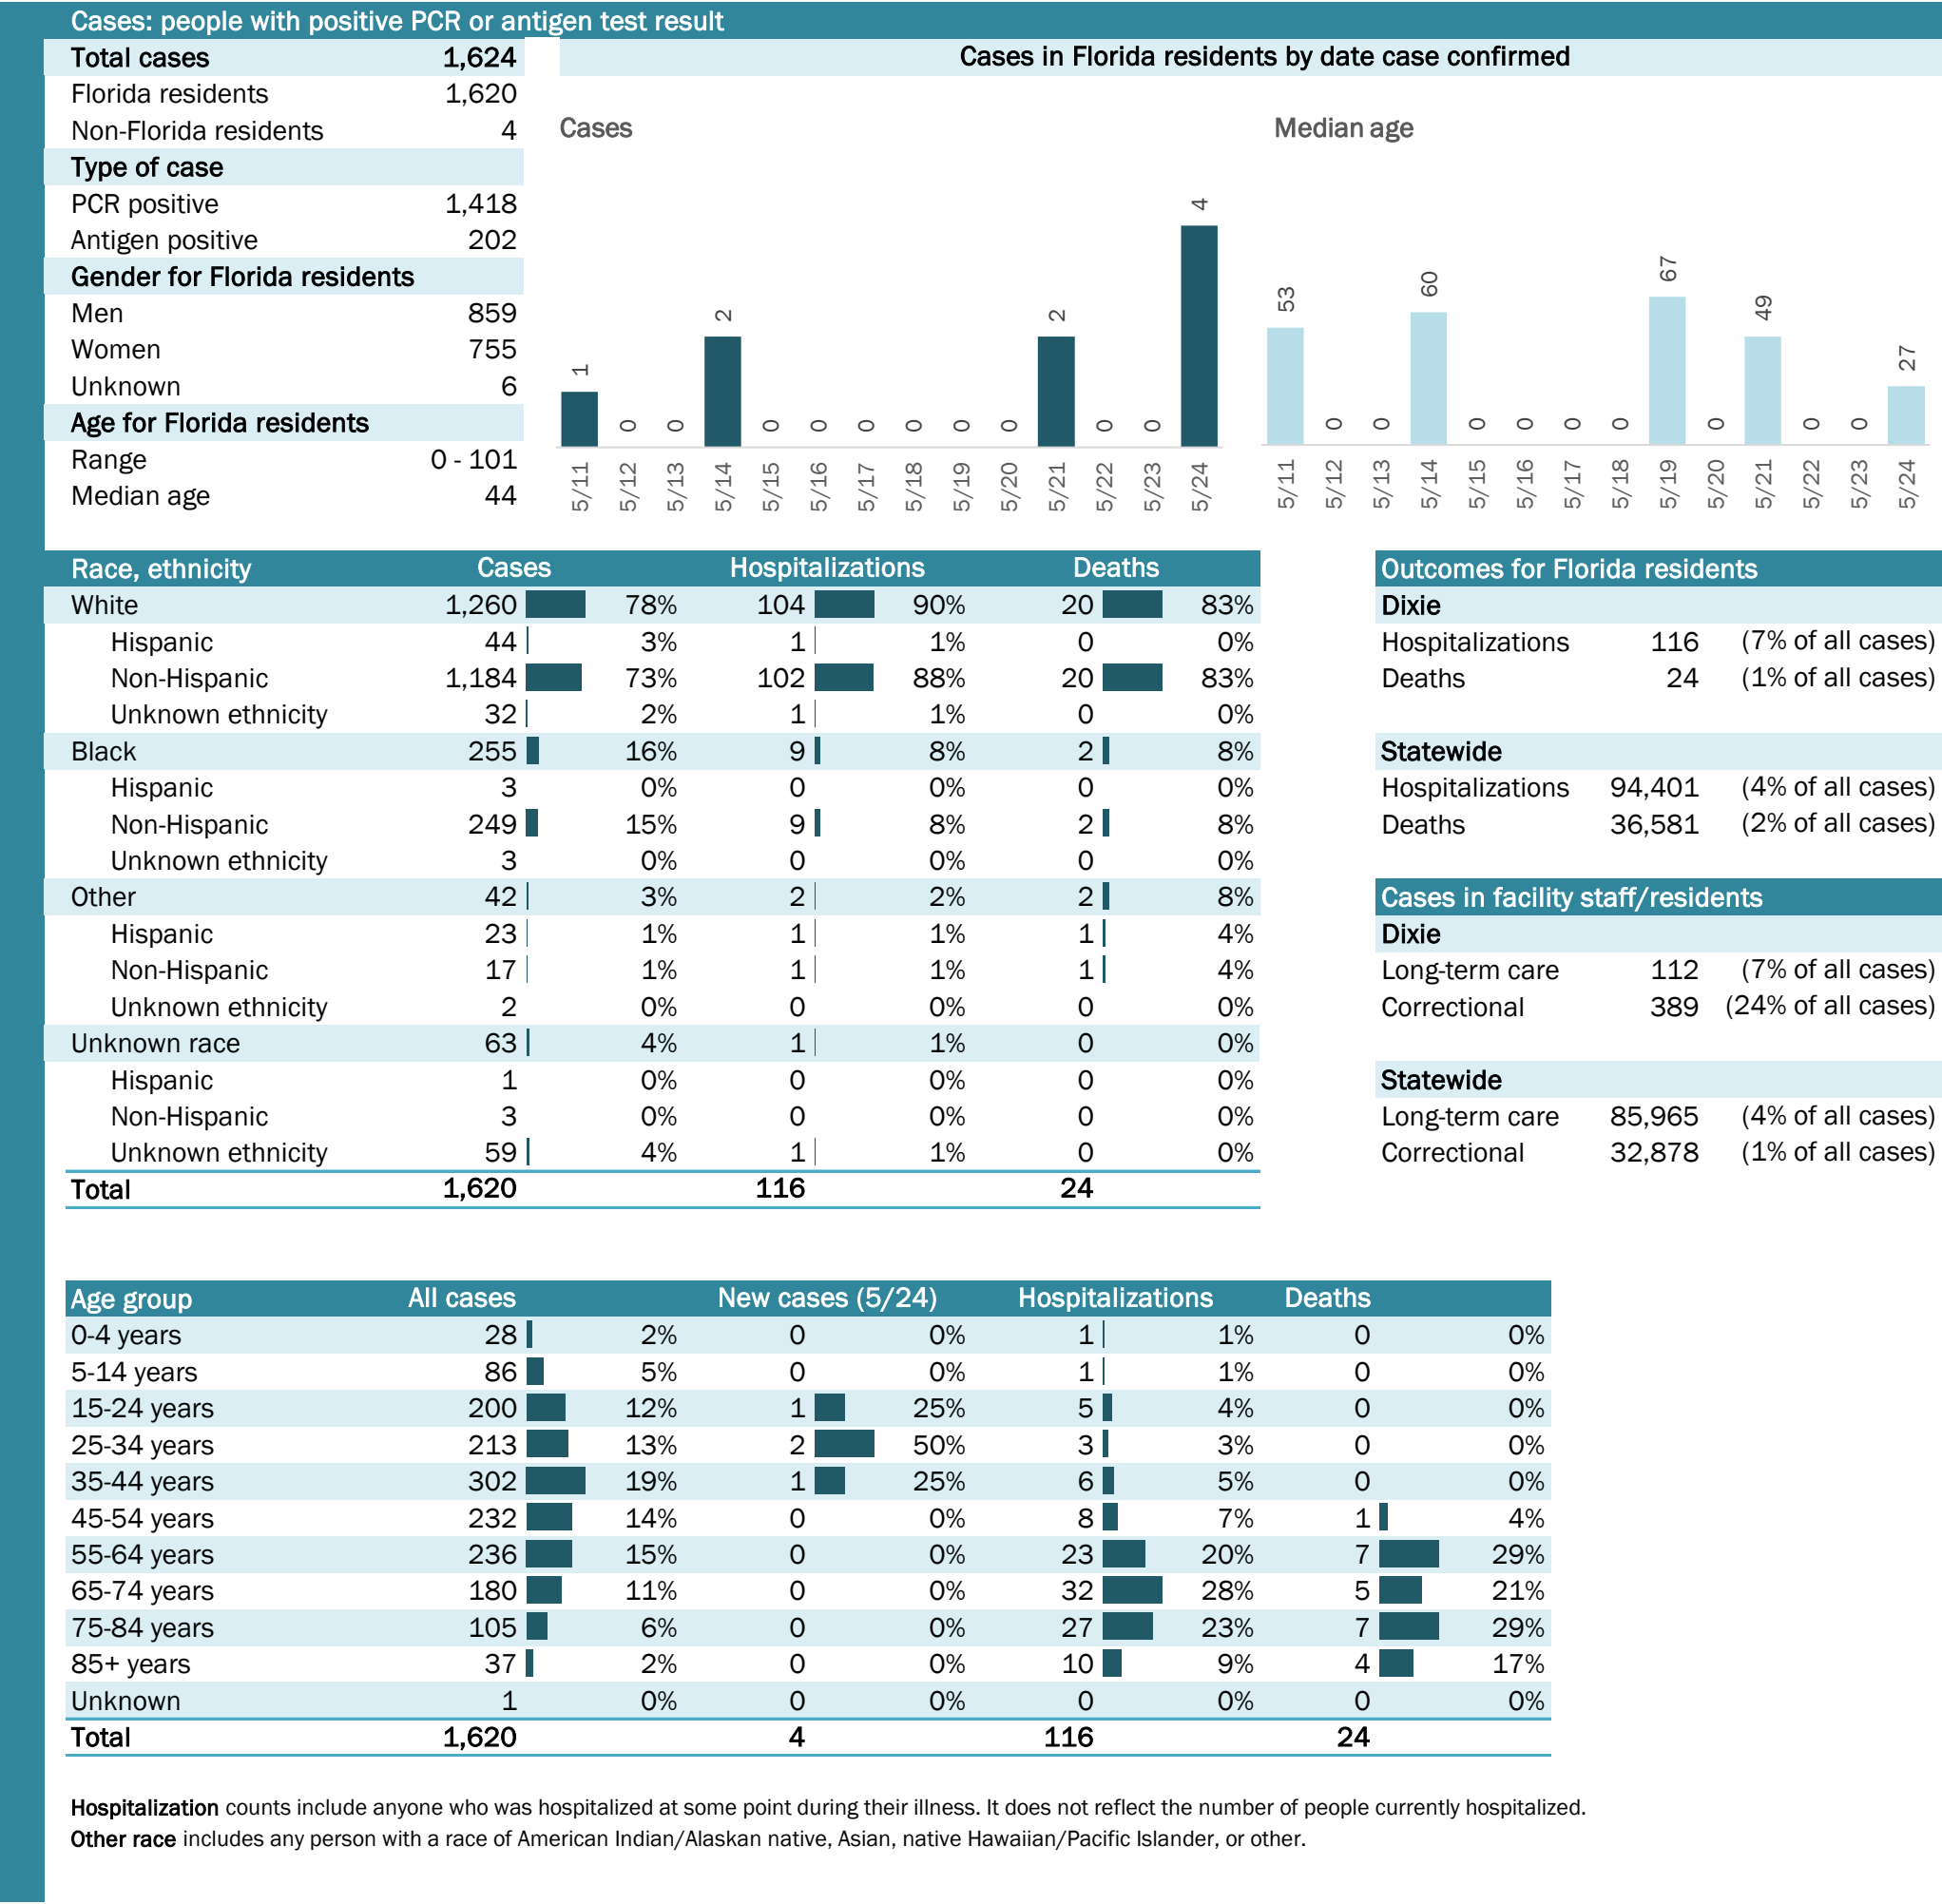 Cases: people with positive PCR or antigen test result
Total cases 1,624
Florida residents 1,620
Non-Florida residents 4
Type of case
PCR positive 1,418
Antigen positive 202
Gender for Florida residents
Men 859
Women 755
Unknown 6
Age for Florida residents
Range 0 - 101
Median age 44
Cases in Florida residents by date case confirmed
Cases
1 0 0 2 0 0 0 0 0 0 2 0 0 4
5/11 5/12 5/13 5/14 5/15 5/16 5/17 5/18 5/19 5/20 5/21 5/22 5/23 5/24
Median age
53 0 0 60 0 0 0 0 67 0 49 0 0 27
5/11 5/12 5/13 5/14 5/15 5/16 5/17 5/18 5/19 5/20 5/21 5/22 5/23 5/24
Race, ethnicity Cases Hospitalizations Deaths
White 1,260 78% 104 90% 20 83%
Hispanic 44 3% 1 1% 0 0%
Non-Hispanic 1,184 73% 102 88% 20 83%
Unknown ethnicity 32 2% 1 1% 0 0%
Black 255 16% 9 8% 2 8%
Hispanic 3 0% 0 0% 0 0%
Non-Hispanic 249 15% 9 8% 2 8%
Unknown ethnicity 3 0% 0 0% 0 0%
Other 42 3% 2 2% 2 8%
Hispanic 23 1% 1 1% 1 4%
Non-Hispanic 17 1% 1 1% 1 4%
Unknown ethnicity 2 0% 0 0% 0 0%
Unknown race 63 4% 1 1% 0 0%
Hispanic 1 0% 0 0% 0 0%
Non-Hispanic 3 0% 0 0% 0 0%
Unknown ethnicity 59 4% 1 1% 0 0%
Total 1,620 116 24
Outcomes for Florida residents
Dixie
Hospitalizations 116 (7% of all cases)
Deaths 24 (1% of all cases)
Statewide
Hospitalizations 94,401 (4% of all cases)
Deaths 36,581 (2% of all cases)
Cases in facility staff/residents
Dixie
Long-term care 112 (7% of all cases)
Correctional 389 (24% of all cases)
Statewide
Long-term care 85,965 (4% of all cases)
Correctional 32,878 (1% of all cases)
Age group All cases New cases (5/24) Hospitalizations Deaths
0-4 years 28 2% 0 0% 1 1% 0 0%
5-14 years 86 5% 0 0% 1 1% 0 0%
15-24 years 200 12% 1 25% 5 4% 0 0%
25-34 years 213 13% 2 50% 3 3% 0 0%
35-44 years 302 19% 1 25% 6 5% 0 0%
45-54 years 232 14% 0 0% 8 7% 1 4%
55-64 years 236 15% 0 0% 23 20% 7 29%
65-74 years 180 11% 0 0% 32 28% 5 21%
75-84 years 105 6% 0 0% 27 23% 7 29%
85+ years 37 2% 0 0% 10 9% 4 17%
Unknown 1 0% 0 0% 0 0% 0 0%
Total 1,620 4 116 24
Hospitalization counts include anyone who was hospitalized at some point during their illness. It does not reflect the number of people currently hospitalized.
Other race includes any person with a race of American Indian/Alaskan native, Asian, native Hawaiian/Pacific Islander, or other.